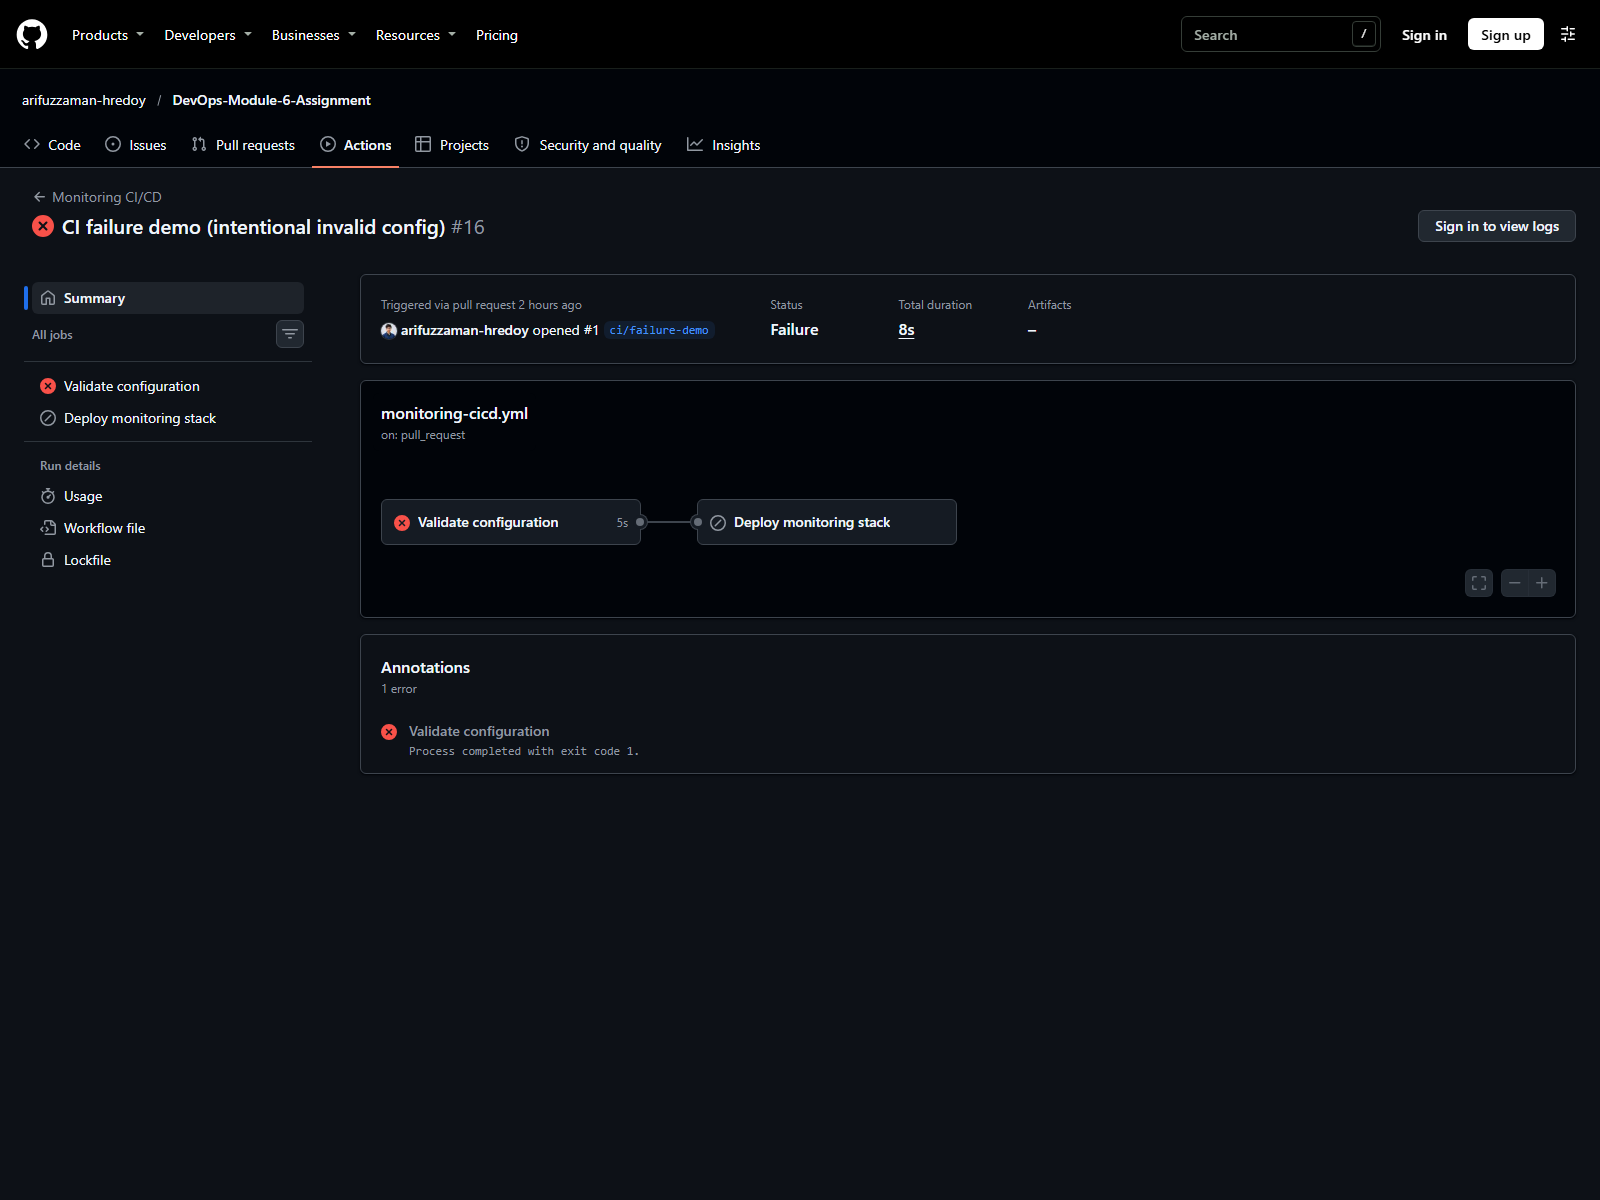 Products Developers Businesses Resources Pricing Search / Sign in Sign up
arifuzzaman-hredoy / DevOps-Module-6-Assignment
Code Issues Pull requests Actions Projects Security and quality Insights
Monitoring CI/CD
CI failure demo (intentional invalid config) #16
Sign in to view logs
Summary
All jobs
Validate configuration
Deploy monitoring stack
Run details
Usage
Workflow file
Lockfile
Triggered via pull request 2 hours ago
arifuzzaman-hredoy opened #1 ci/failure-demo
Status
Failure
Total duration
8s
Artifacts
–
monitoring-cicd.yml
on: pull_request
Validate configuration 5s
Deploy monitoring stack
Annotations
1 error
Validate configuration
Process completed with exit code 1.